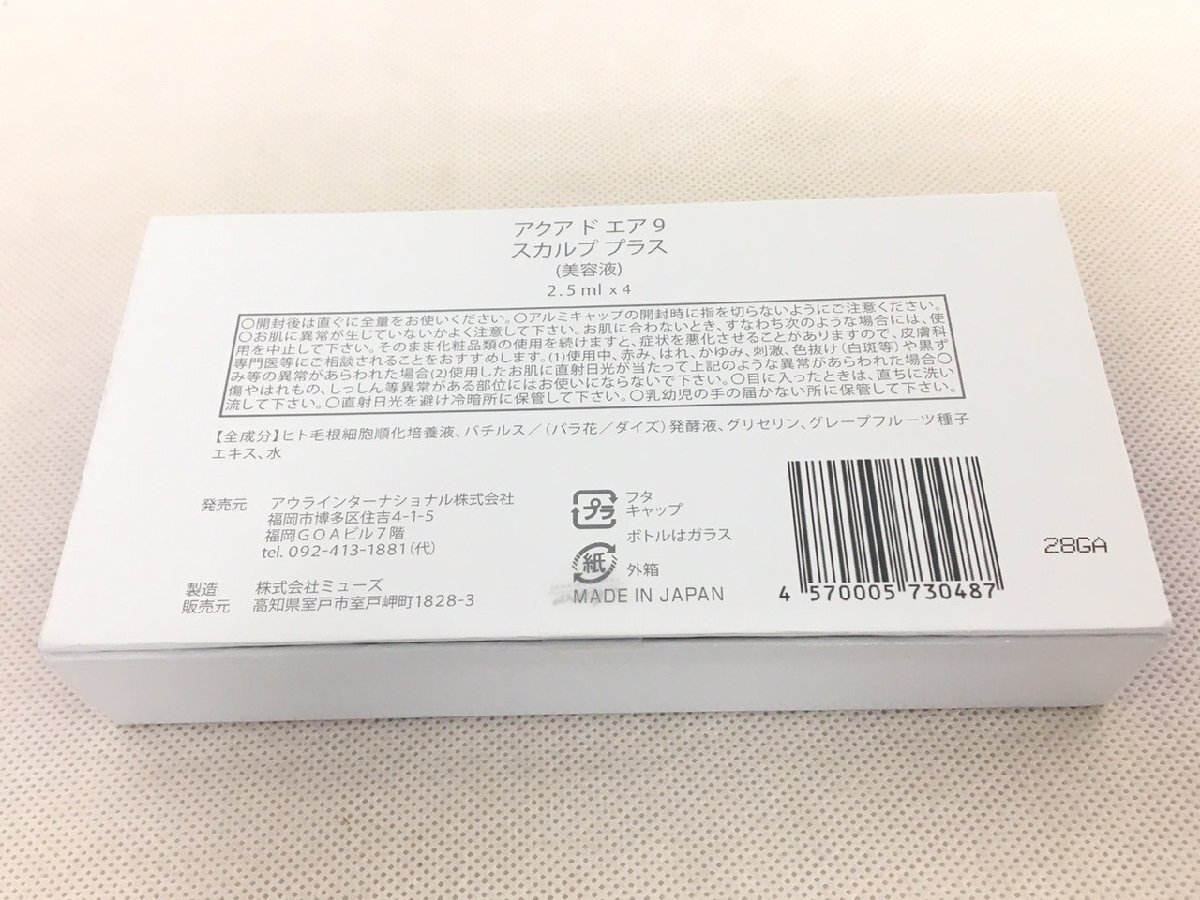 アクア ド エア 9
スカルプ プラス
(美容液)
2.5ml x 4
〇開封後は直ぐに全量をお使いください。〇アルミキャップの開封時に指を切らないようにご注意ください。
〇お肌に異常が生じていないかよく注意して下さい。お肌に合わないとき、すなわち次のような場合には、使
用を中止して下さい。そのまま化粧品類の使用を続けますと、症状を悪化させることがありますので、皮膚科
専門医等にご相談されることをおすすめします。(1)使用中、赤み、はれ、かゆみ、刺激、色抜け(白斑等)や黒ず
み等の異常があらわれた場合(2)使用したお肌に直射日光が当たって上記のような異常があらわれた場合〇
傷やはれもの、しっしん等異常がある部位にはお使いにならないで下さい。〇目に入ったときは、直ちに洗い
流して下さい。〇直射日光を避け冷暗所に保管して下さい。〇乳幼児の手の届かない所に保管して下さい。
【全成分】ヒト毛根細胞順化培養液、バチルス／(バラ花／ダイズ)発酵液、グリセリン、グレープフルーツ種子
エキス、水
発売元 アウラインターナショナル株式会社
福岡市博多区住吉4-1-5
福岡GOAビル7階
tel. 092-413-1881(代)
製造 株式会社ミューズ
販売元 高知県室戸市室戸岬町1828-3
プラ フタ
キャップ
ボトルはガラス
紙 外箱
MADE IN JAPAN
4 570005 730487
28GA